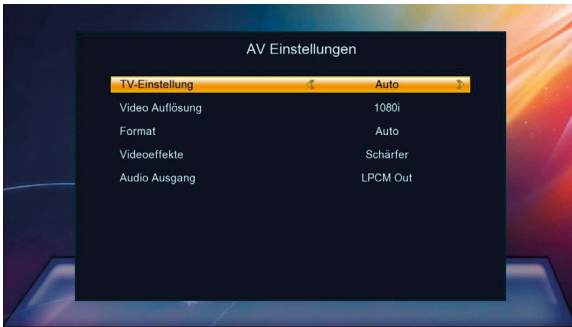 AV Einstellungen
TV-Einstellung Auto
Video Auflösung 1080i
Format Auto
Videoeffekte Schärfer
Audio Ausgang LPCM Out